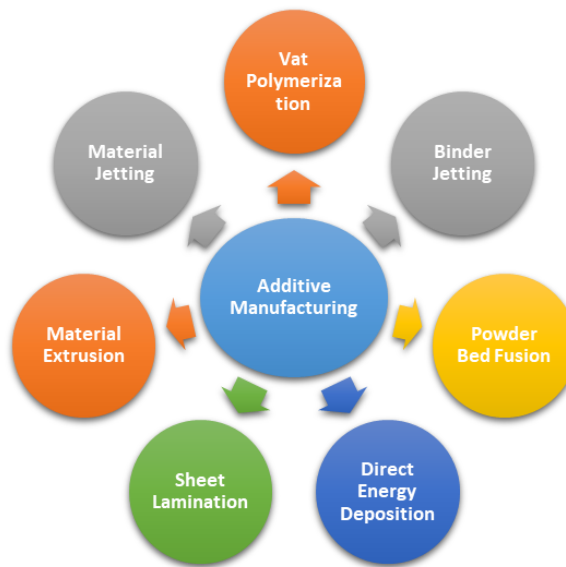 Vat
Polymeriza
tion
Material
Jetting
Binder
Jetting
Additive
Manufacturing
Material
Extrusion
Powder
Bed Fusion
Sheet
Lamination
Direct
Energy
Deposition